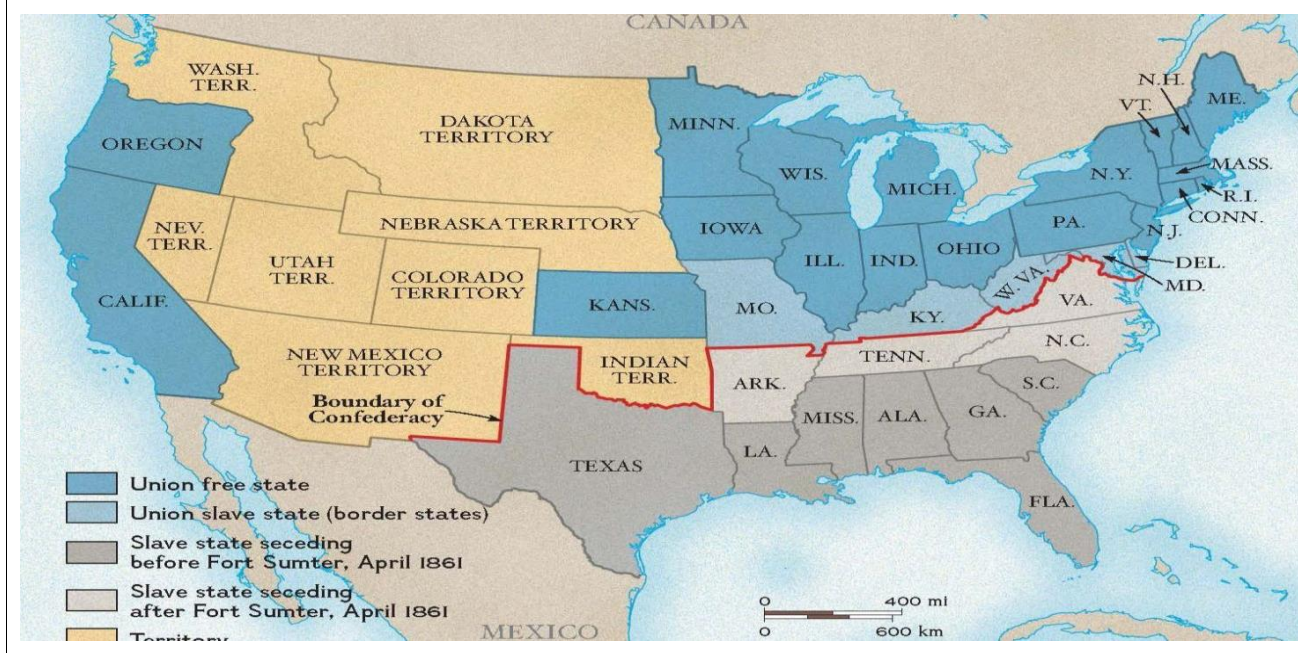 CANADA
WASH.
TERR.
DAKOTA
TERRITORY
MINN.
OREGON
WIS.
MICH.
N.H.
VT.
ME.
MASS.
N.Y.
R.I.
CONN.
NEV.
TERR.
UTAH
TERR.
NEBRASKA TERRITORY
COLORADO
TERRITORY
IOWA
ILL.
IND.
OHIO
PA.
N.J.
DEL.
MD.
CALIF.
KANS.
MO.
KY.
W. VA.
VA.
NEW MEXICO
TERRITORY
INDIAN
TERR.
ARK.
TENN.
N.C.
S.C.
Boundary of
Confederacy
TEXAS
LA.
MISS.
ALA.
GA.
FLA.
Union free state
Union slave state (border states)
Slave state seceding
before Fort Sumter, April 1861
Slave state seceding
after Fort Sumter, April 1861
Territory
MEXICO
0 400 mi
0 600 km